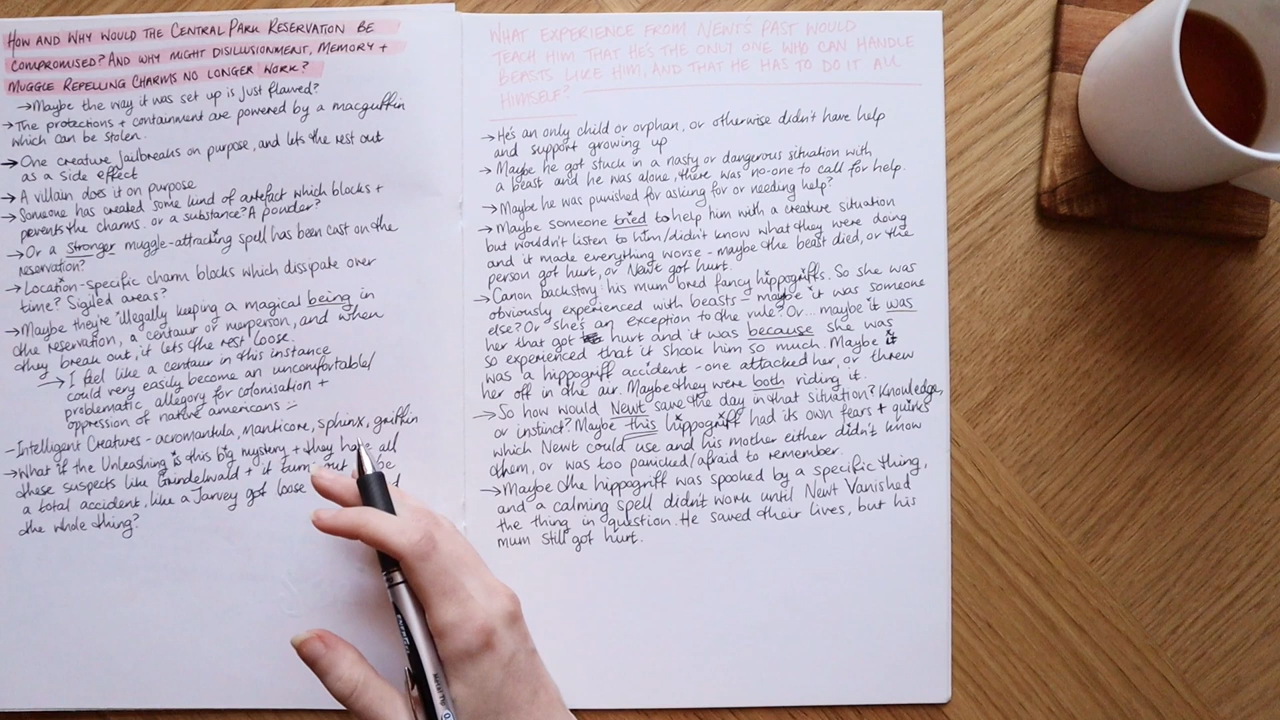 HOW AND WHY WOULD THE CENTRAL PARK RESERVATION BE
COMPROMISED? AND WHY MIGHT DISILLUSIONMENT, MEMORY +
MUGGLE REPELLING CHARMS NO LONGER WORK?
→ Maybe the way it was set up is just flawed?
→ The protections + containment are powered by a macguffin
which can be stolen.
→ One creature jailbreaks on purpose, and lets the rest out
as a side effect
→ A villain does it on purpose
→ Someone has created some kind of artefact which blocks +
pevents the charms. or a substance? A powder?
→ Or a stronger muggle-attracting spell has been cast on the
reservation?
→ Location-specific charm blocks which dissipate over
time? Sigiled areas?
→ Maybe they're illegally keeping a magical being in
the reservation, a centaur or merperson, and when
they break out, it lets the rest loose.
→ I feel like a centaur in this instance
could very easily become an uncomfortable/
problematic allegory for colonisation +
oppression of native americans :-
- Intelligent Creatures - acromantula, manticore, sphinx, griffin
→ What if the Unleashing is this big mystery + they have all
these suspects like Grindelwald + it turns out be
a total accident, like a Jarvey got loose
the whole thing?
WHAT EXPERIENCE FROM NEWT'S PAST WOULD
TEACH HIM THAT HE'S THE ONLY ONE WHO CAN HANDLE
BEASTS LIKE HIM, AND THAT HE HAS TO DO IT ALL
HIMSELF?
→ He's an only child or orphan, or otherwise didn't have help
and support growing up
→ Maybe he got stuck in a nasty or dangerous situation with
a beast and he was alone, there was no-one to call for help.
→ Maybe he was punished for asking for or needing help?
→ Maybe someone tried to help him with a creature situation
but wouldn't listen to him/didn't know what they were doing
and it made everything worse - maybe the beast died, or the
person got hurt, or Newt got hurt.
→ Canon backstory: his mum bred fancy hippogriffs. So she was
obviously experienced with beasts - maybe it was someone
else? Or she's an exception to the rule? Or... maybe it was
her that got hurt and it was because she was
so experienced that it shook him so much. Maybe it
was a hippogriff accident - one attacked her, or threw
her off in the air. Maybe they were both riding it.
→ So how would Newt save the day in that situation? Knowledge,
or instinct? Maybe this hippogriff had its own fears + quirks
which Newt could use and his mother either didn't know
them, or was too panicked/afraid to remember.
→ Maybe the hippogriff was spooked by a specific thing,
and a calming spell didn't work until Newt Vanished
the thing in question. He saved their lives, but his
mum still got hurt.